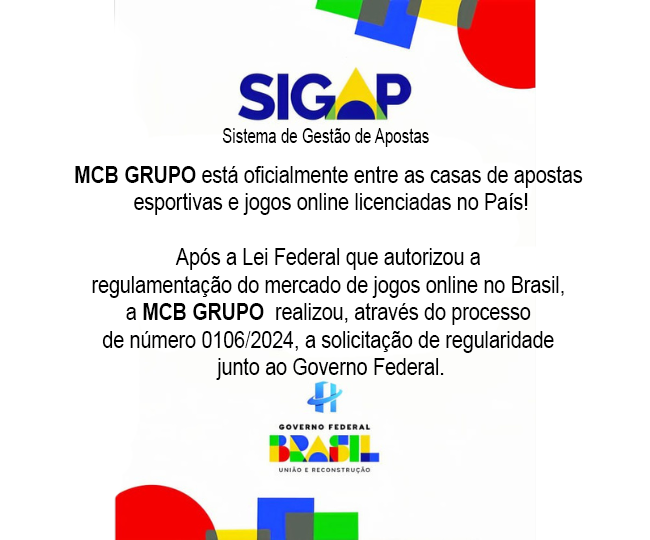 SIGAP
Sistema de Gestão de Apostas
MCB GRUPO está oficialmente entre as casas de apostas
esportivas e jogos online licenciadas no País!
Após a Lei Federal que autorizou a
regulamentação do mercado de jogos online no Brasil,
a MCB GRUPO realizou, através do processo
de número 0106/2024, a solicitação de regularidade
junto ao Governo Federal.
GOVERNO FEDERAL
BRASIL
UNIÃO E RECONSTRUÇÃO